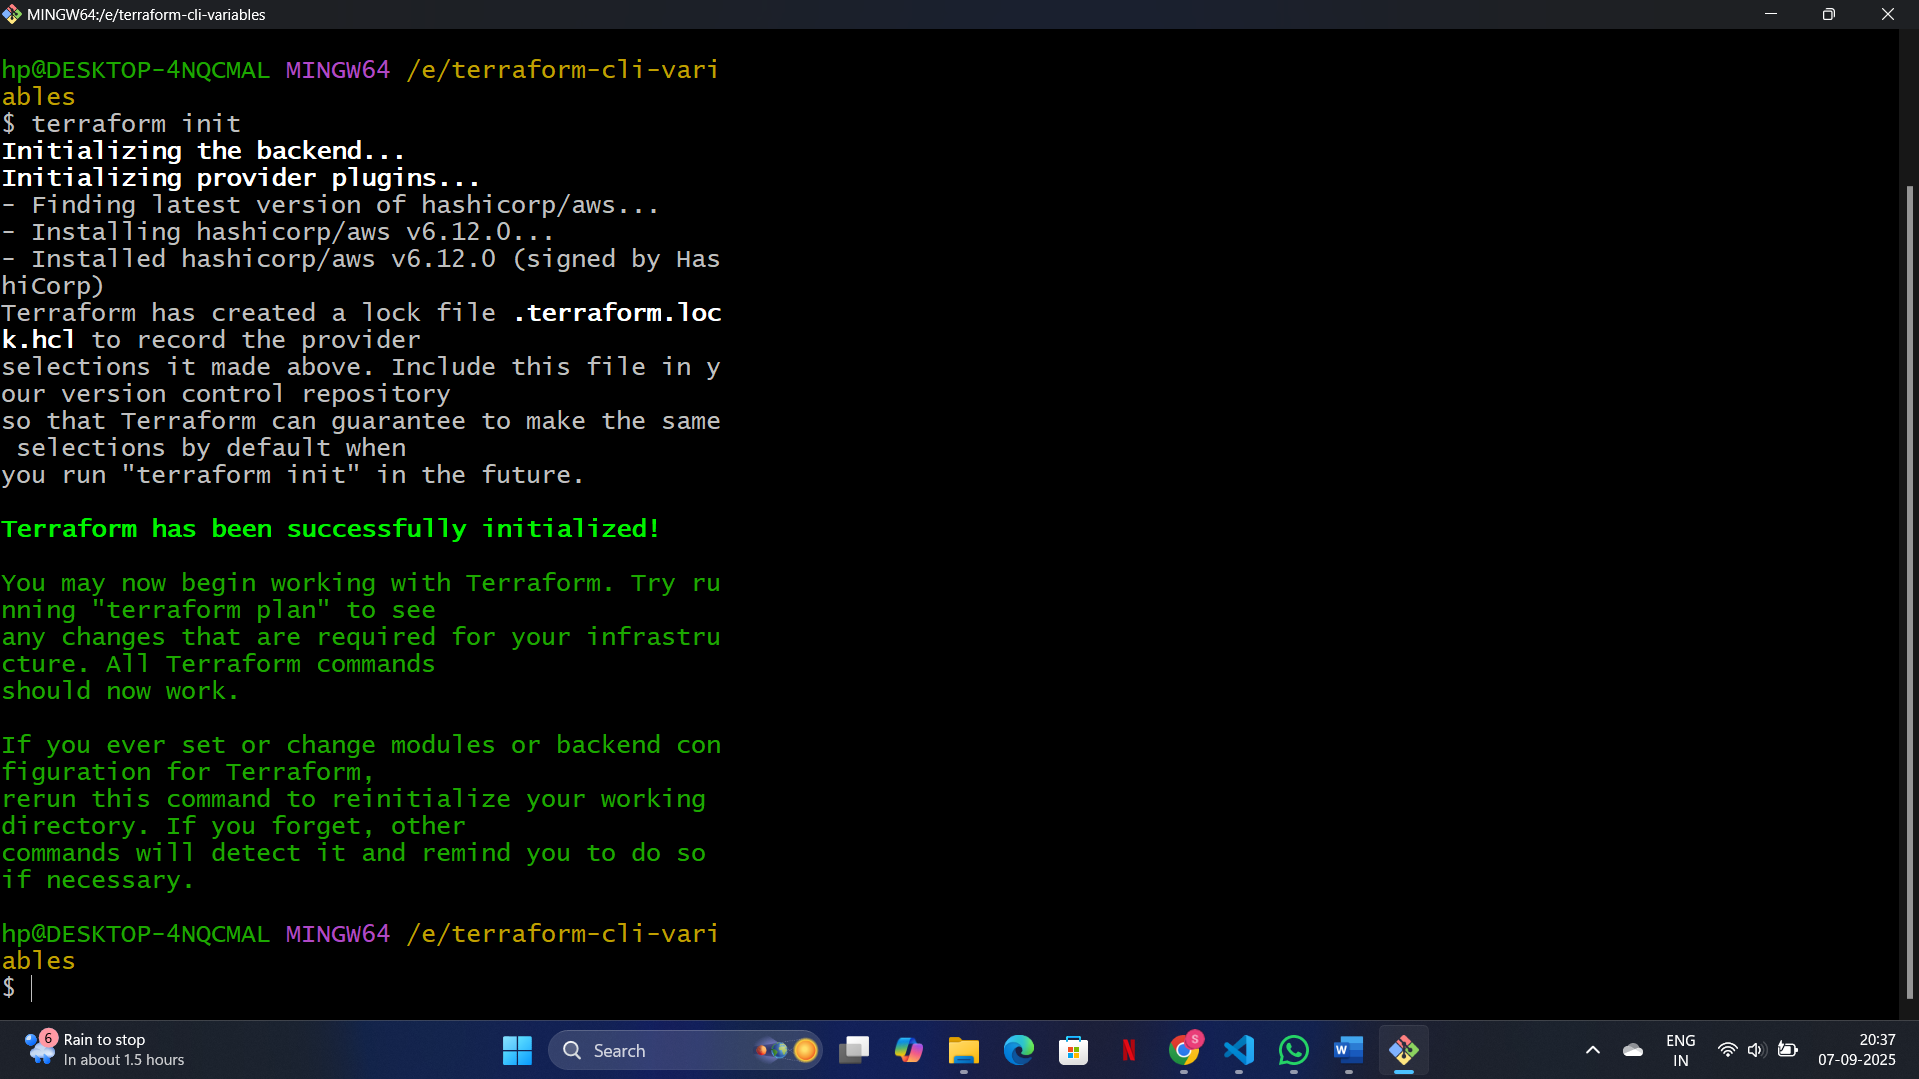 MINGW64:/e/terraform-cli-variables
hp@DESKTOP-4NQCMAL MINGW64 /e/terraform-cli-vari
ables
$ terraform init
Initializing the backend...
Initializing provider plugins...
- Finding latest version of hashicorp/aws...
- Installing hashicorp/aws v6.12.0...
- Installed hashicorp/aws v6.12.0 (signed by Has
hiCorp)
Terraform has created a lock file .terraform.loc
k.hcl to record the provider
selections it made above. Include this file in y
our version control repository
so that Terraform can guarantee to make the same
 selections by default when
you run "terraform init" in the future.
Terraform has been successfully initialized!
You may now begin working with Terraform. Try ru
nning "terraform plan" to see
any changes that are required for your infrastru
cture. All Terraform commands
should now work.
If you ever set or change modules or backend con
figuration for Terraform,
rerun this command to reinitialize your working
directory. If you forget, other
commands will detect it and remind you to do so
if necessary.
hp@DESKTOP-4NQCMAL MINGW64 /e/terraform-cli-vari
ables
$
6
Rain to stop
In about 1.5 hours
Search
N
S
W
ENG
IN
20:37
07-09-2025